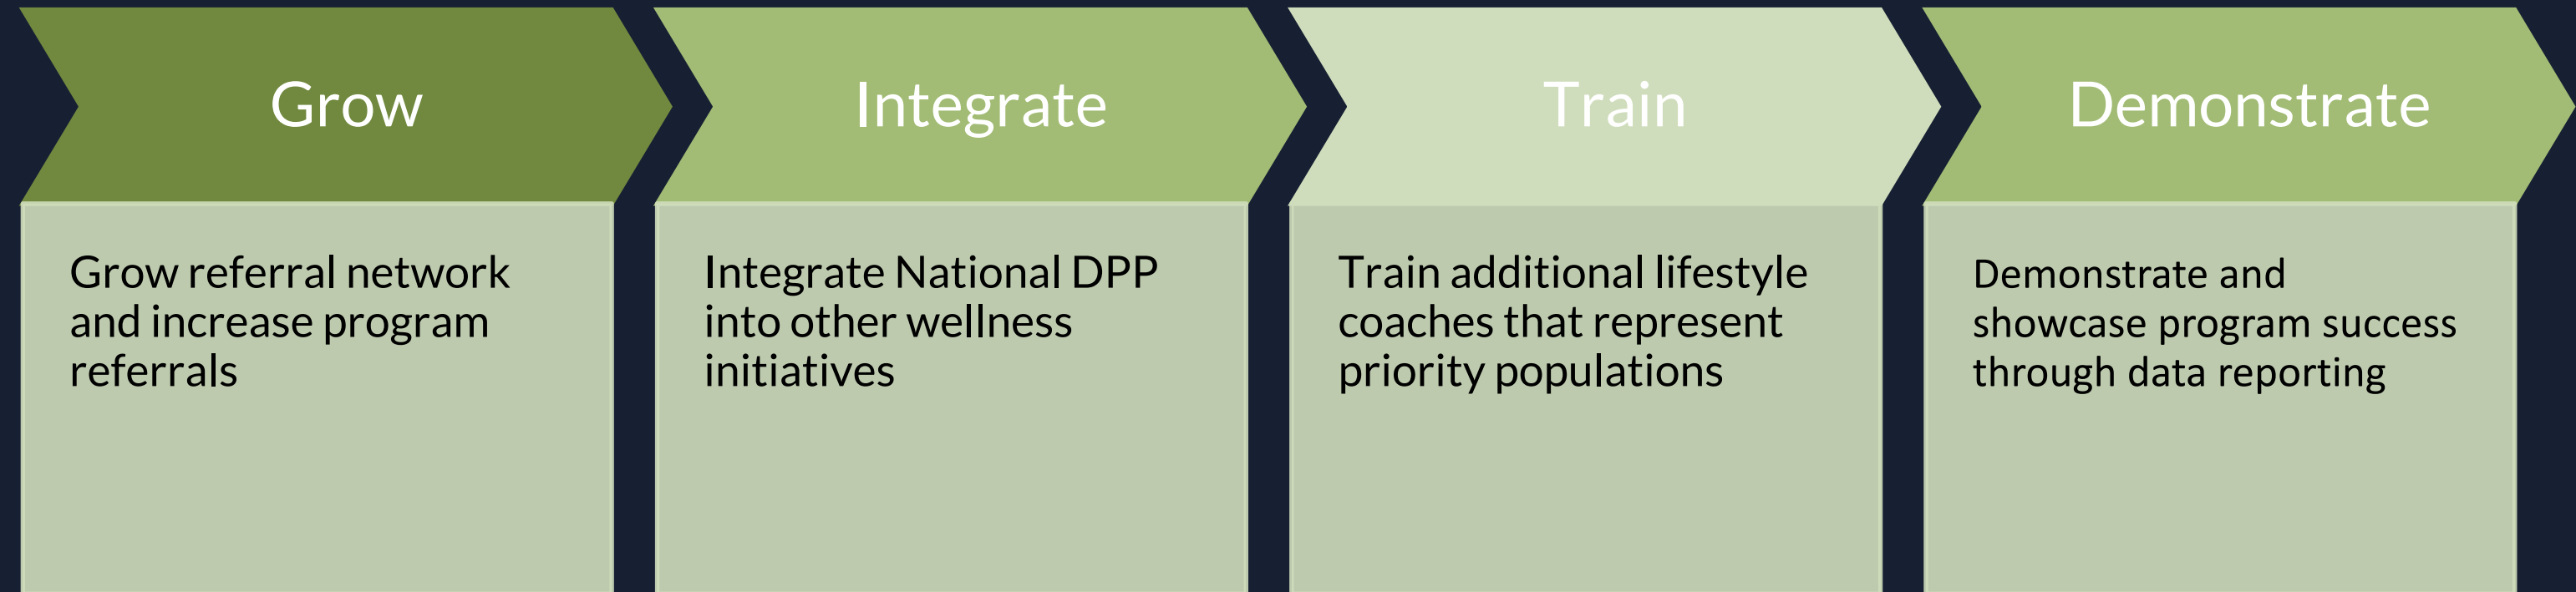 Grow
Grow referral network
and increase program
referrals
Integrate
Integrate National DPP
into other wellness
initiatives
Train
Train additional lifestyle
coaches that represent
priority populations
Demonstrate
Demonstrate and
showcase program success
through data reporting